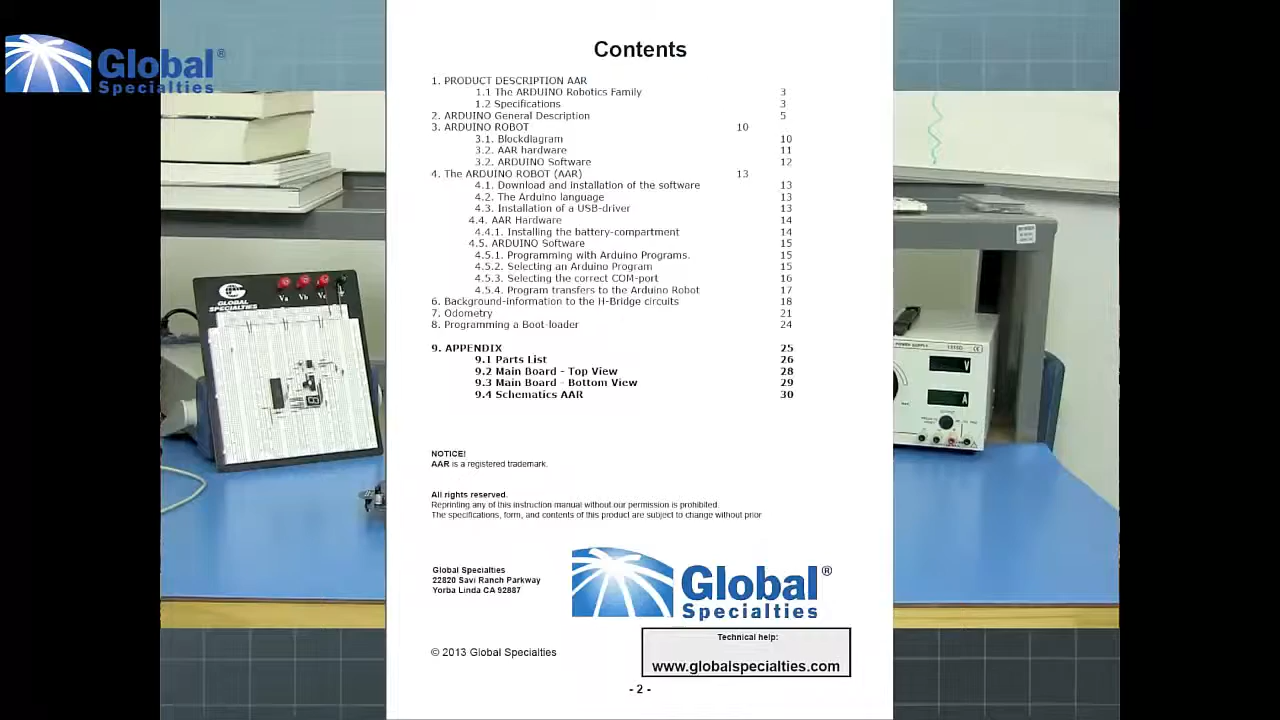 Global
Specialties®
Contents
1. PRODUCT DESCRIPTION AAR
1.1 The ARDUINO Robotics Family 3
1.2 Specifications 3
2. ARDUINO General Description 5
3. ARDUINO ROBOT 10
3.1. Blockdiagram 10
3.2. AAR hardware 11
3.2. ARDUINO Software 12
4. The ARDUINO ROBOT (AAR) 13
4.1. Download and installation of the software 13
4.2. The Arduino language 13
4.3. Installation of a USB-driver 13
4.4. AAR Hardware 14
4.4.1. Installing the battery-compartment 14
4.5. ARDUINO Software 15
4.5.1. Programming with Arduino Programs. 15
4.5.2. Selecting an Arduino Program 15
4.5.3. Selecting the correct COM-port 16
4.5.4. Program transfers to the Arduino Robot 17
6. Background-information to the H-Bridge circuits 18
7. Odometry 21
8. Programming a Boot-loader 24
9. APPENDIX 25
9.1 Parts List 26
9.2 Main Board - Top View 28
9.3 Main Board - Bottom View 29
9.4 Schematics AAR 30
NOTICE!
AAR is a registered trademark.
All rights reserved.
Reprinting any of this instruction manual without our permission is prohibited.
The specifications, form, and contents of this product are subject to change without prior
Global Specialties
22820 Savi Ranch Parkway
Yorba Linda CA 92887
Global®
Specialties
Technical help:
www.globalspecialties.com
© 2013 Global Specialties
- 2 -
GLOBAL
SPECIALTIES
Va Vb Vc
POWER SUPPLY
V
A